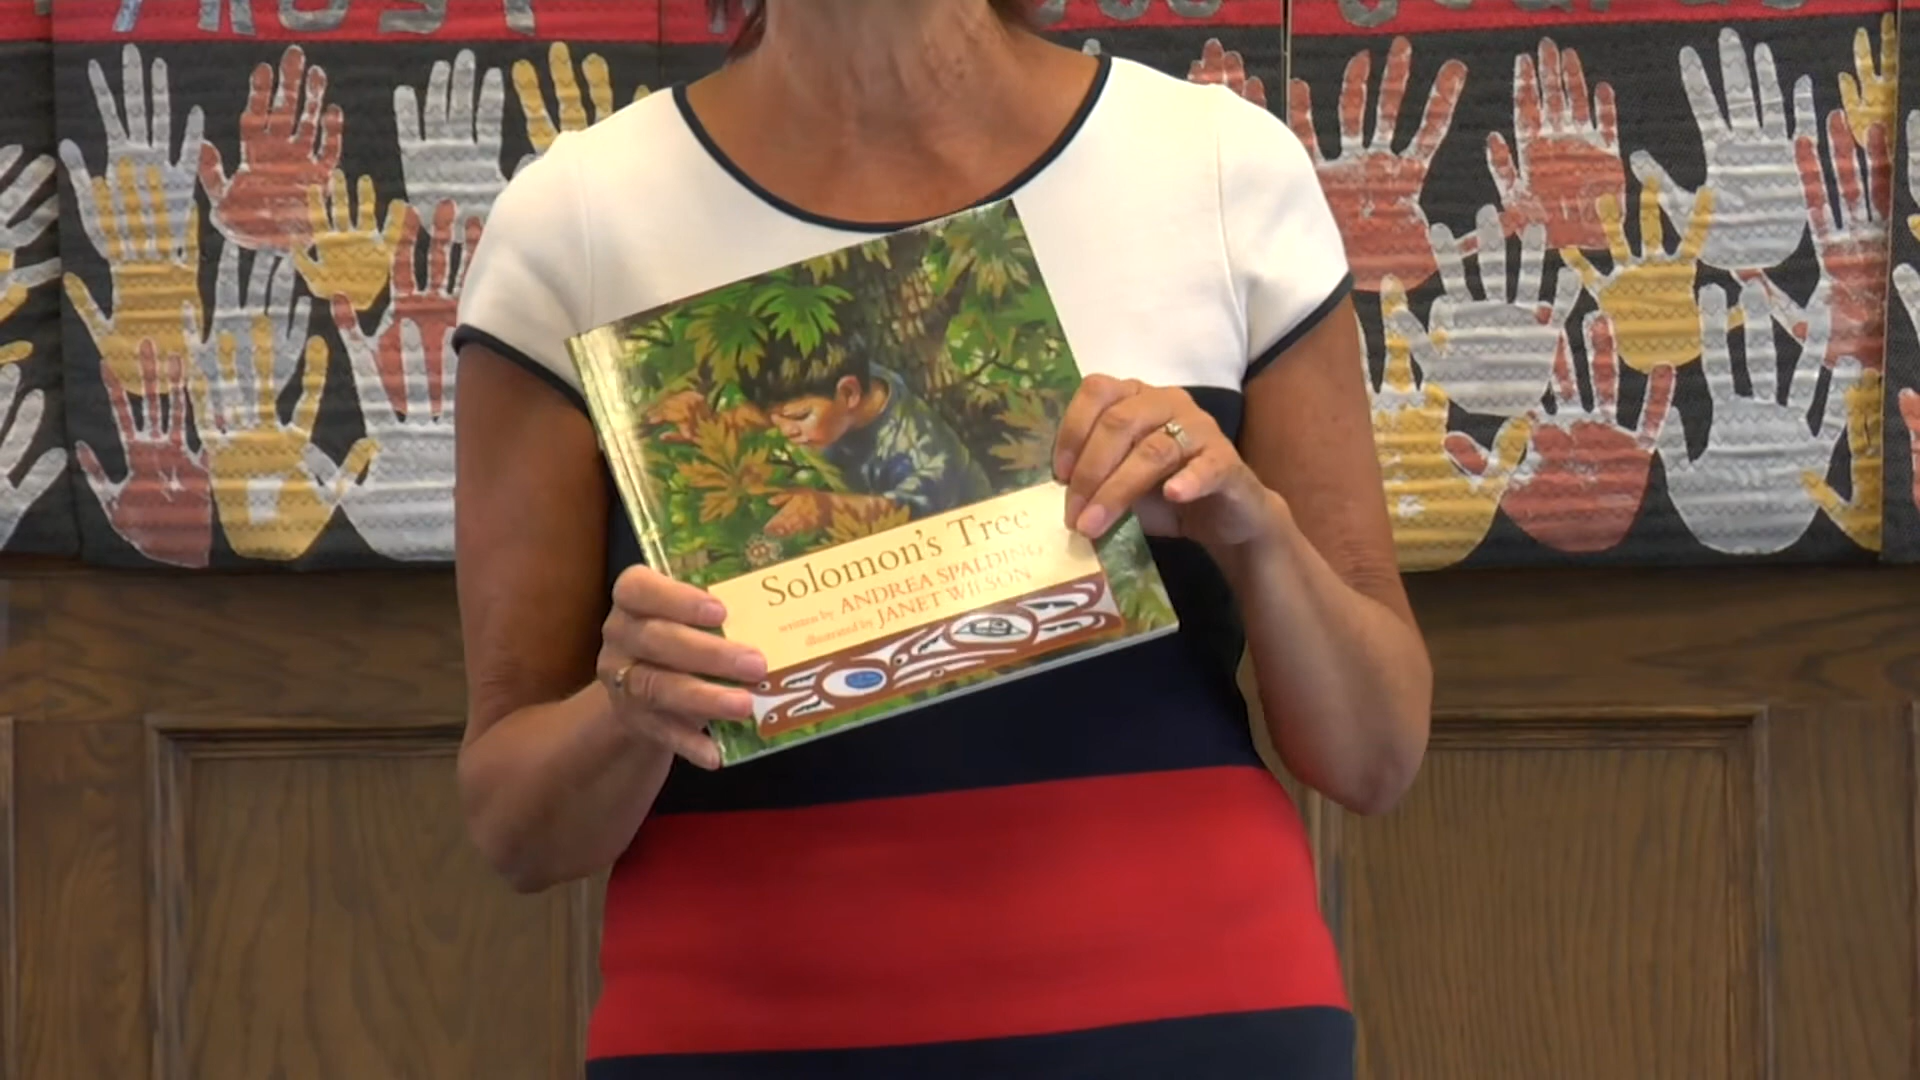 Solomon's Tree
written by ANDREA SPALDING
illustrated by JANET WILSON